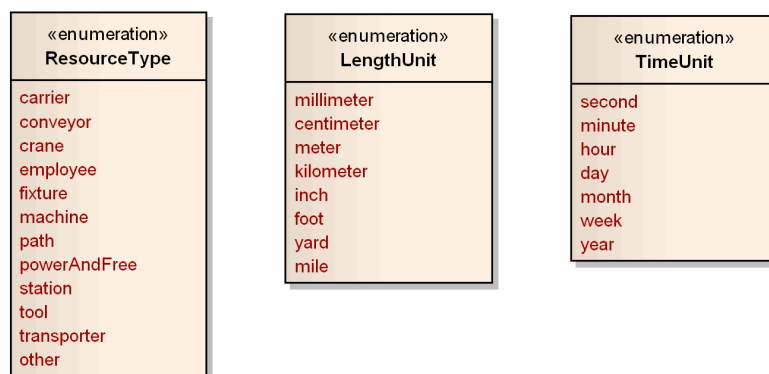 «enumeration»
ResourceType
carrier
conveyor
crane
employee
fixture
machine
path
powerAndFree
station
tool
transporter
other
«enumeration»
LengthUnit
millimeter
centimeter
meter
kilometer
inch
foot
yard
mile
«enumeration»
TimeUnit
second
minute
hour
day
month
week
year